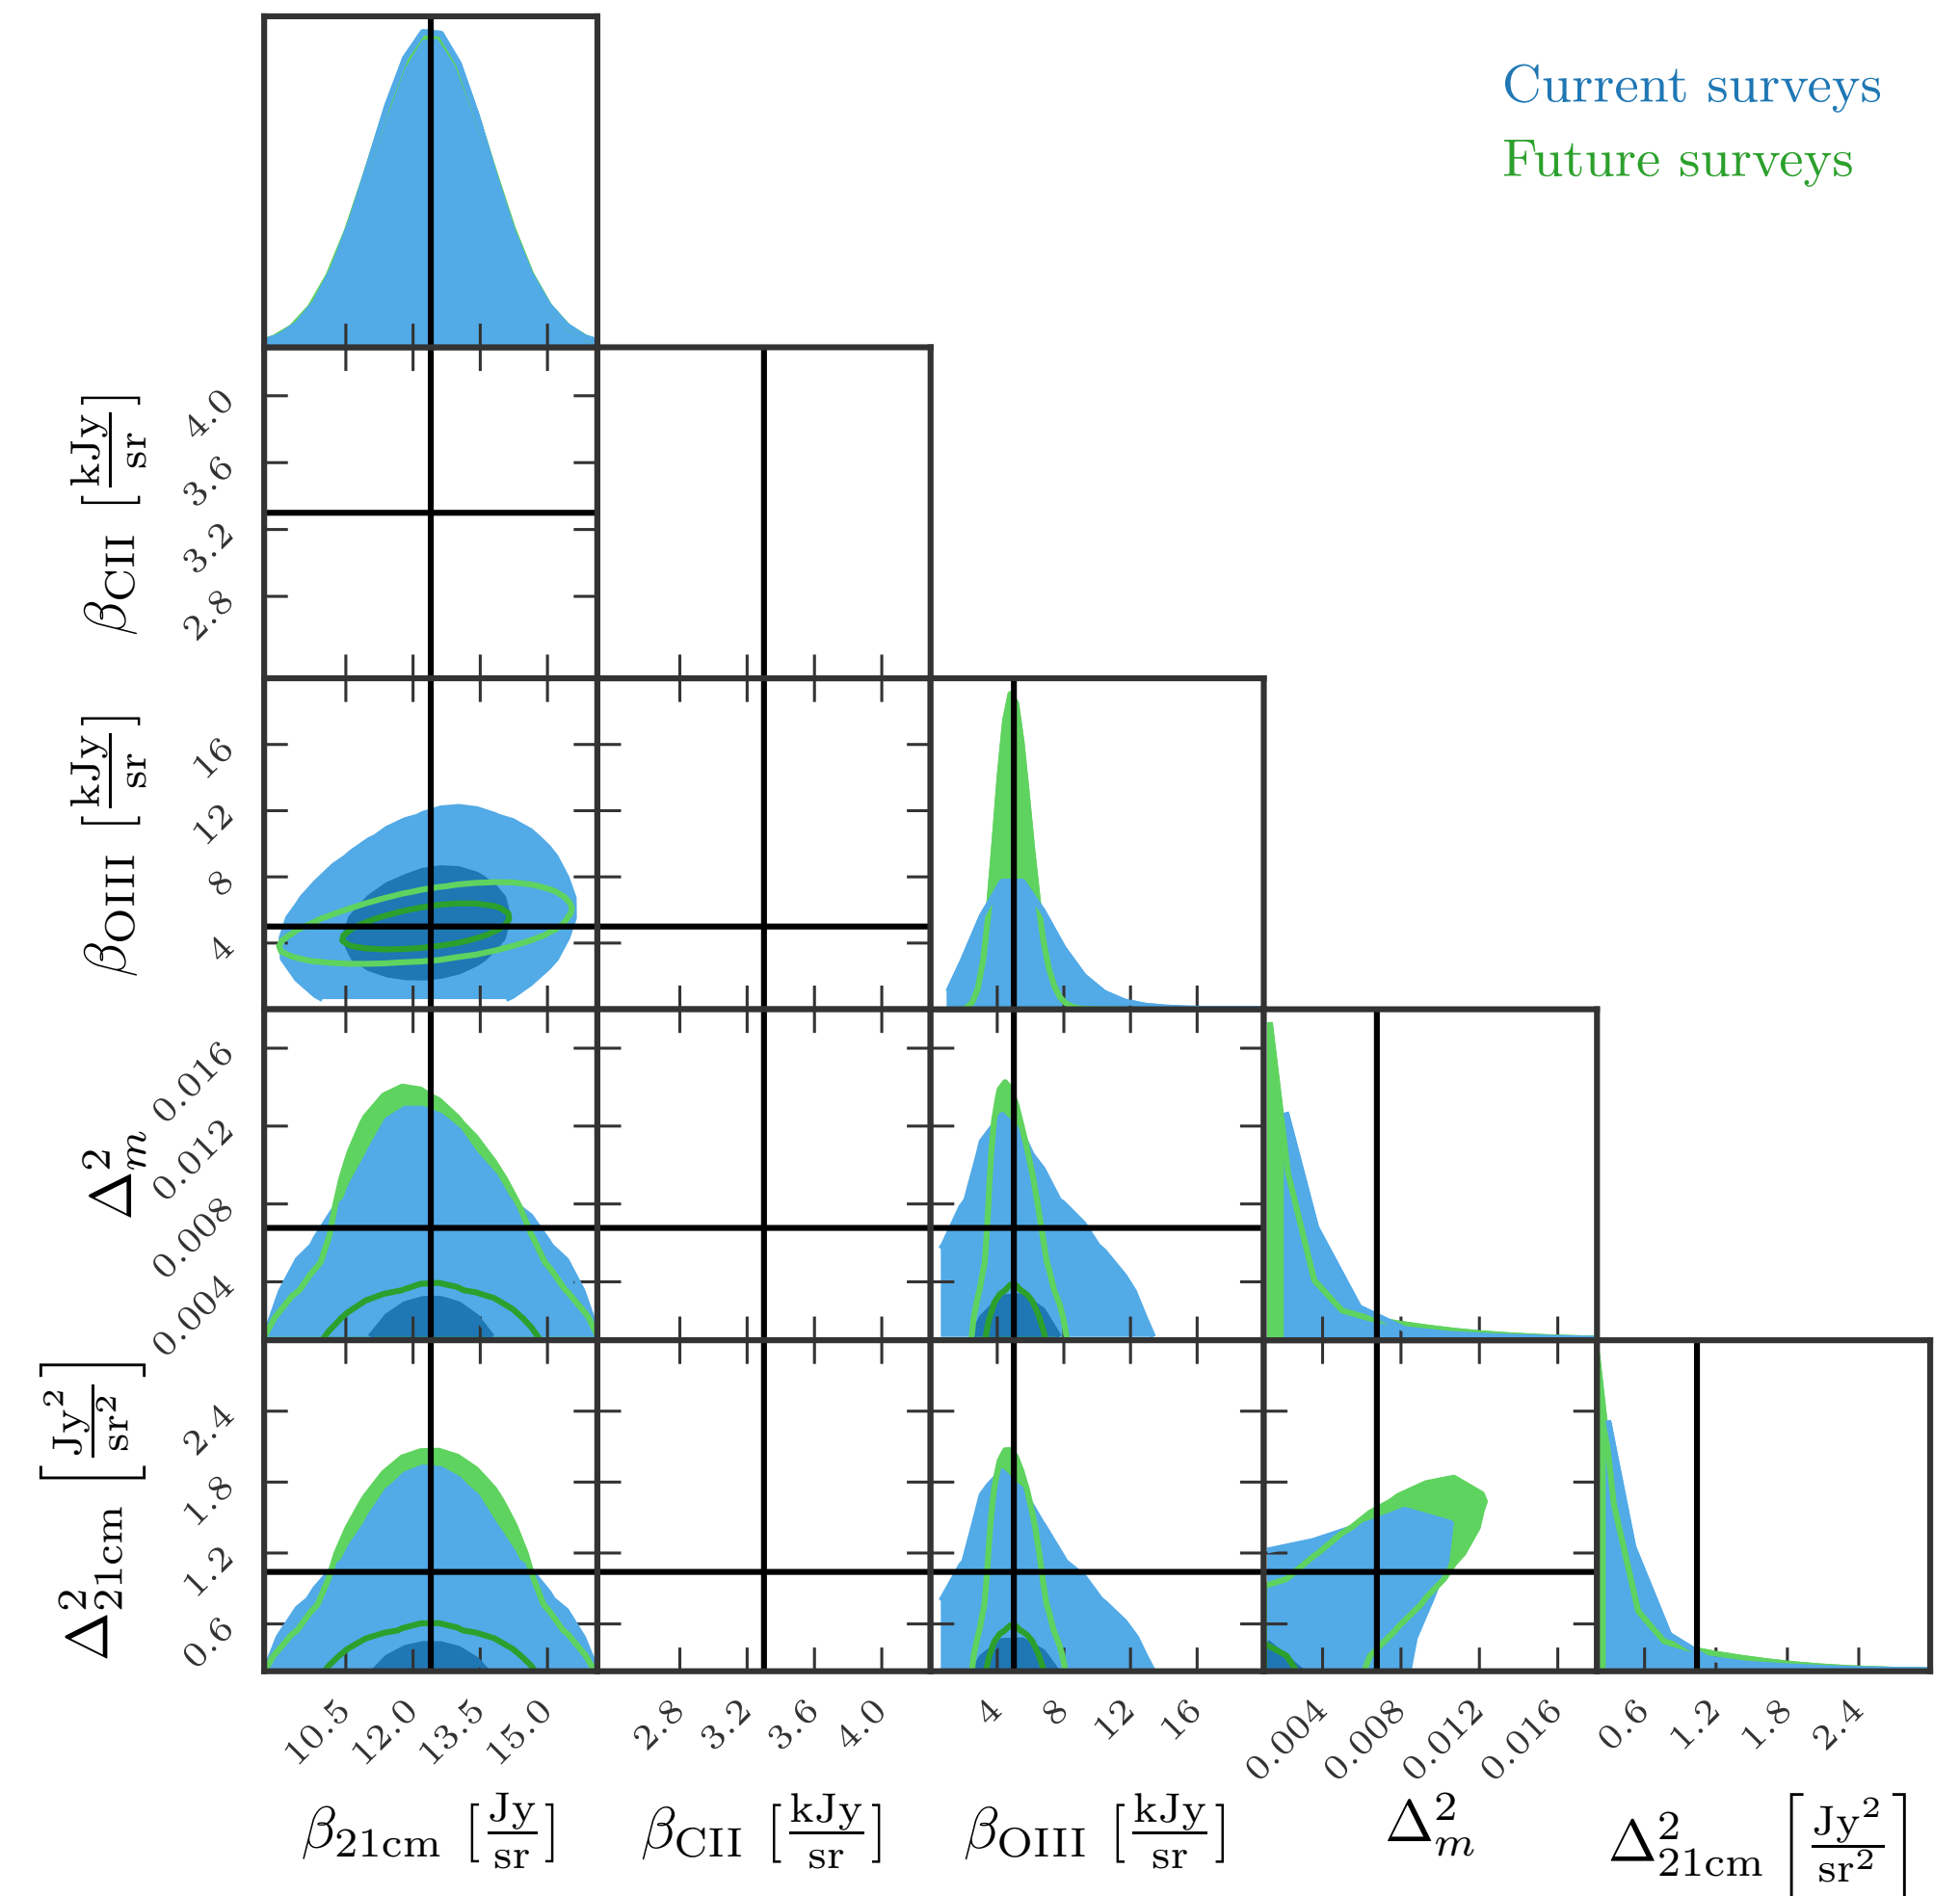 Current surveys
Future surveys
β_CII [kJy/sr]
4.0
3.6
3.2
2.8
β_OIII [kJy/sr]
16
12
8
4
Δ²_m
0.016
0.012
0.008
0.004
Δ²_21cm [Jy²/sr²]
2.4
1.8
1.2
0.6
10.5 12.0 13.5 15.0 2.8 3.2 3.6 4.0 4 8 12 16 0.004 0.008 0.012 0.016 0.6 1.2 1.8 2.4
β_21cm [Jy/sr] β_CII [kJy/sr] β_OIII [kJy/sr] Δ²_m Δ²_21cm [Jy²/sr²]